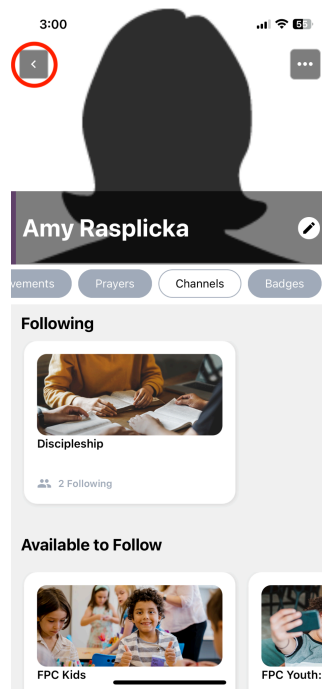 3:00
Amy Rasplicka
vements Prayers Channels Badges
Following
Discipleship
2 Following
Available to Follow
FPC Kids FPC Youth: